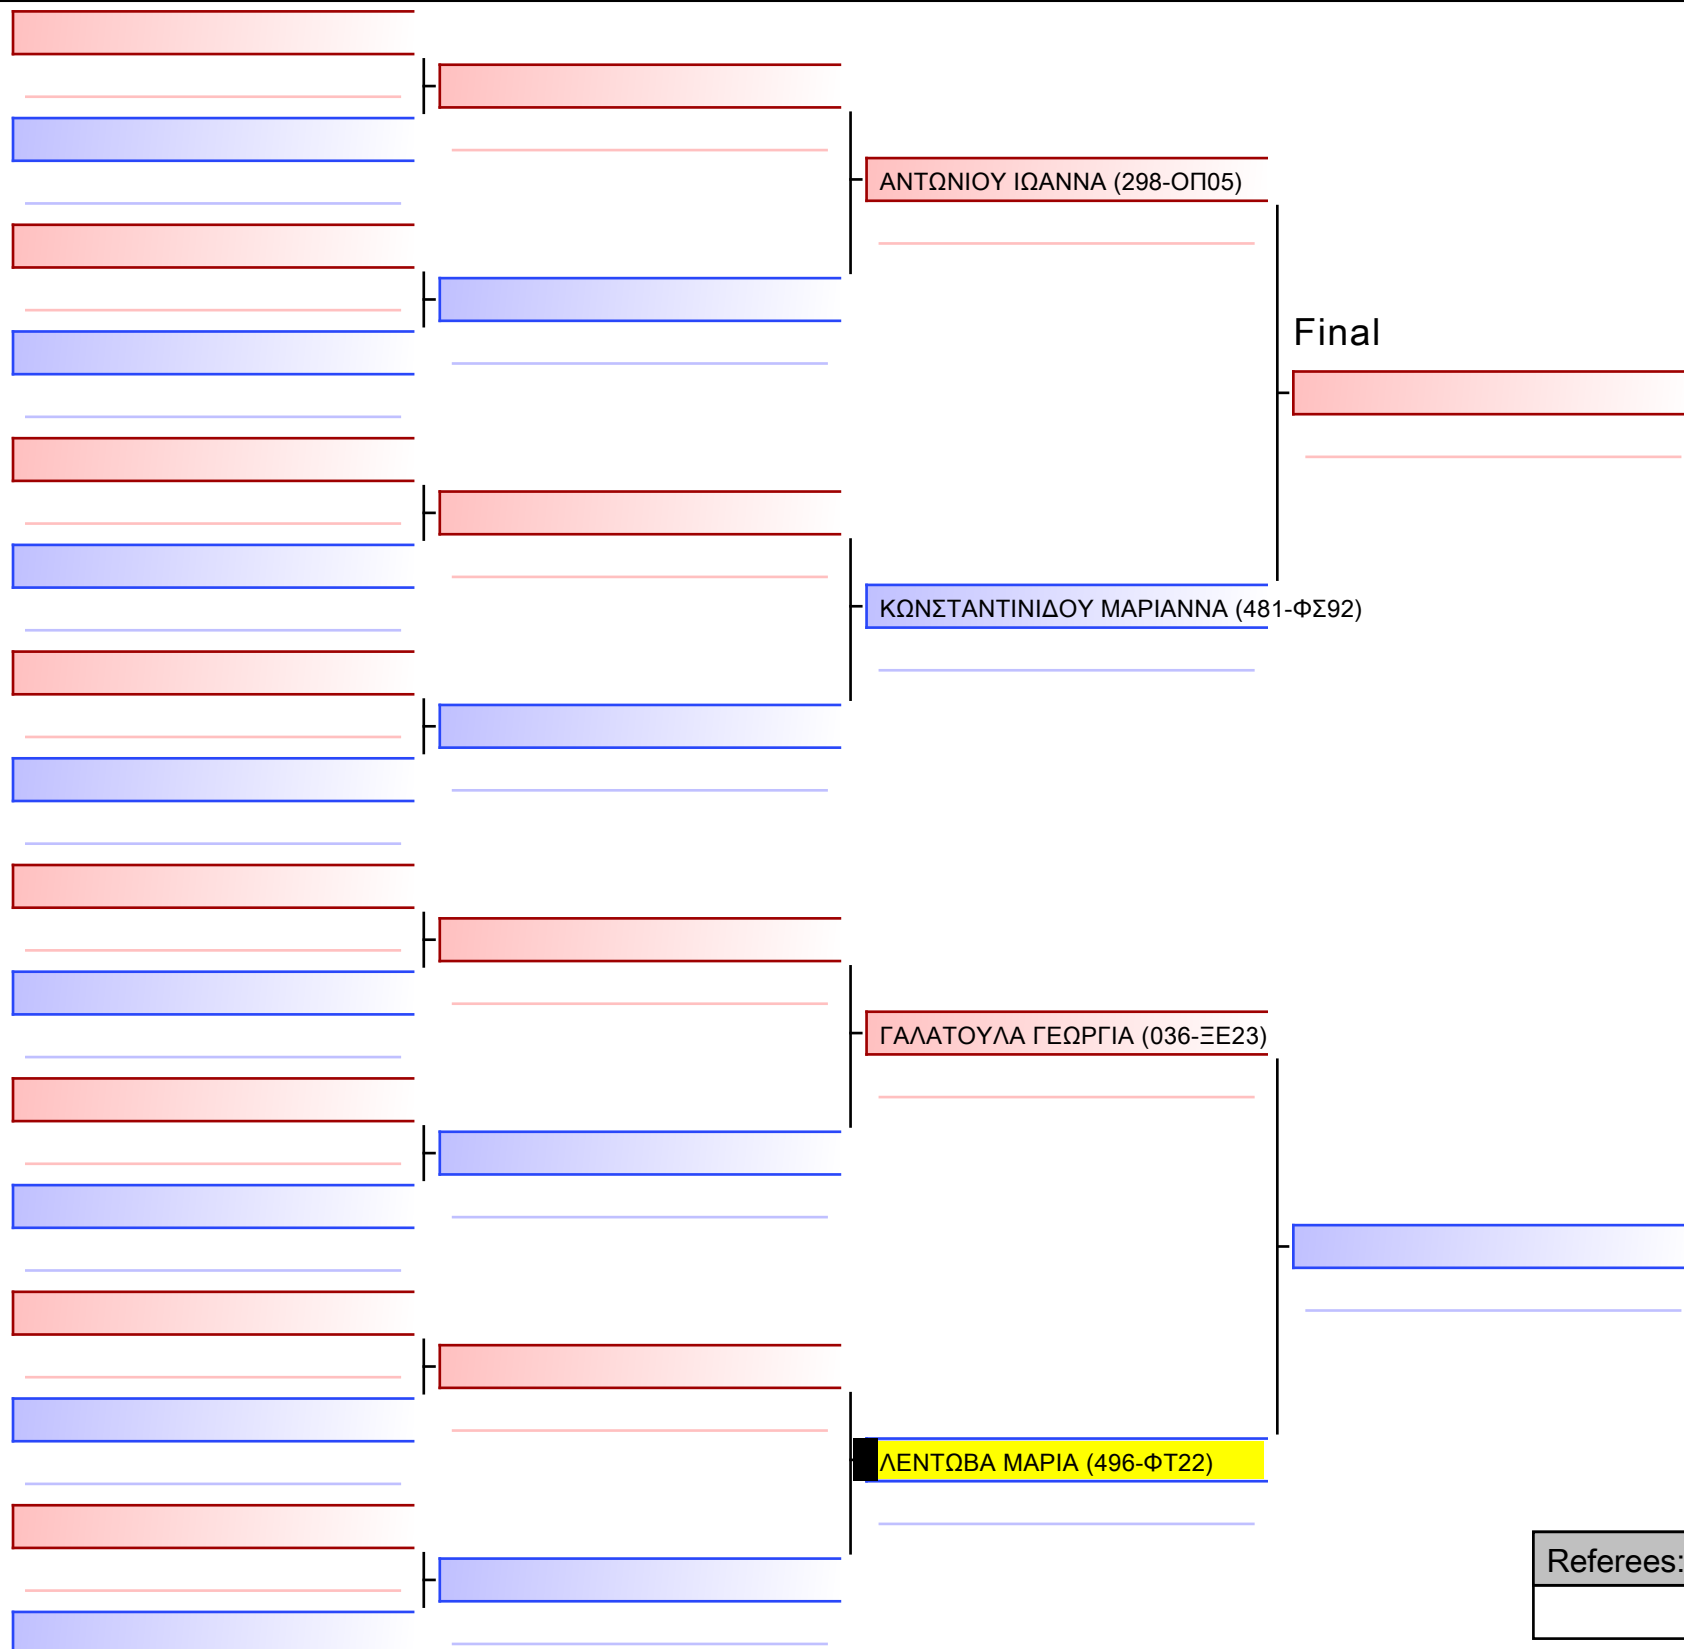 ΑΝΤΩΝΙΟΥ ΙΩΑΝΝΑ (298-ΟΠ05)
Final
ΚΩΝΣΤΑΝΤΙΝΙΔΟΥ ΜΑΡΙΑΝΝΑ (481-ΦΣ92)
ΓΑΛΑΤΟΥΛΑ ΓΕΩΡΓΙΑ (036-ΞΕ23)
ΛΕΝΤΩΒΑ ΜΑΡΙΑ (496-ΦΤ22)
Referees: